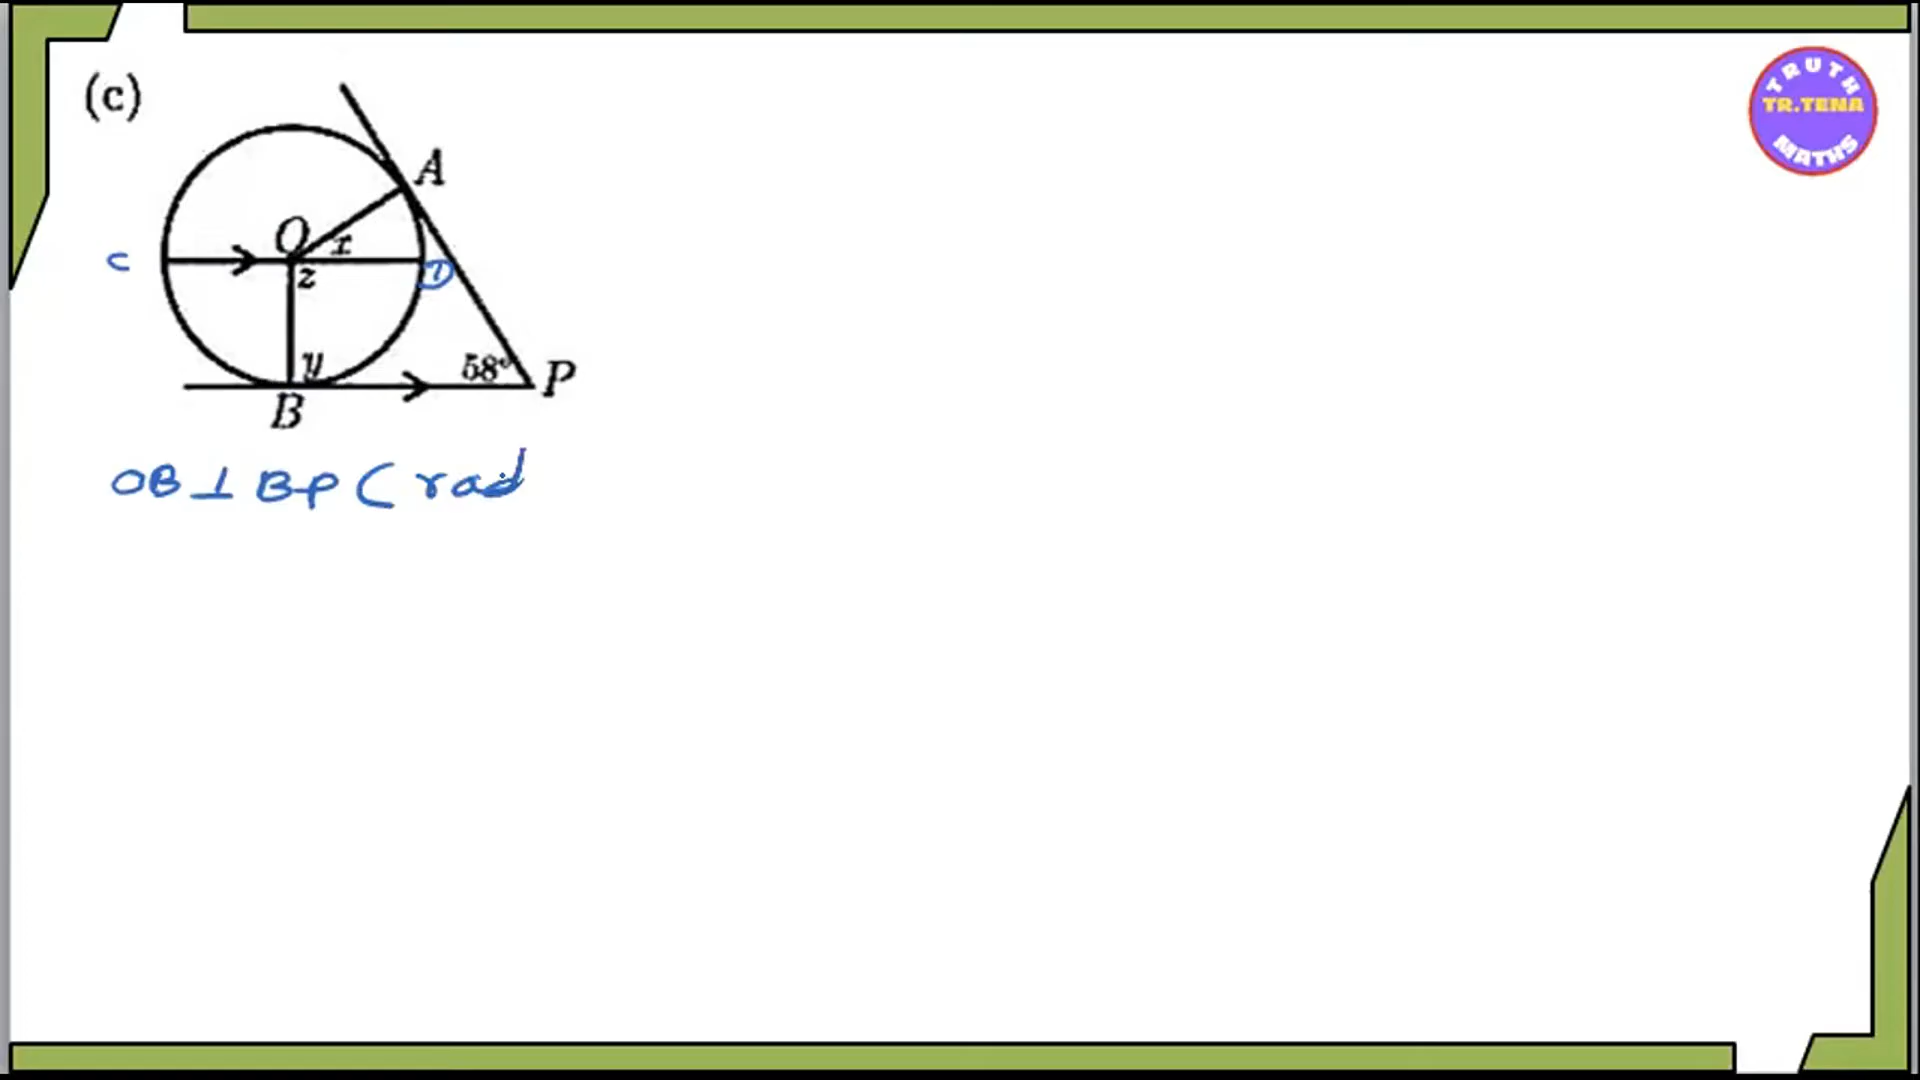 (c)
A
O
x
C
D
z
y
58°
P
B
OB ⊥ BP ( rad
TRUTH
TR.TENA
MATHS